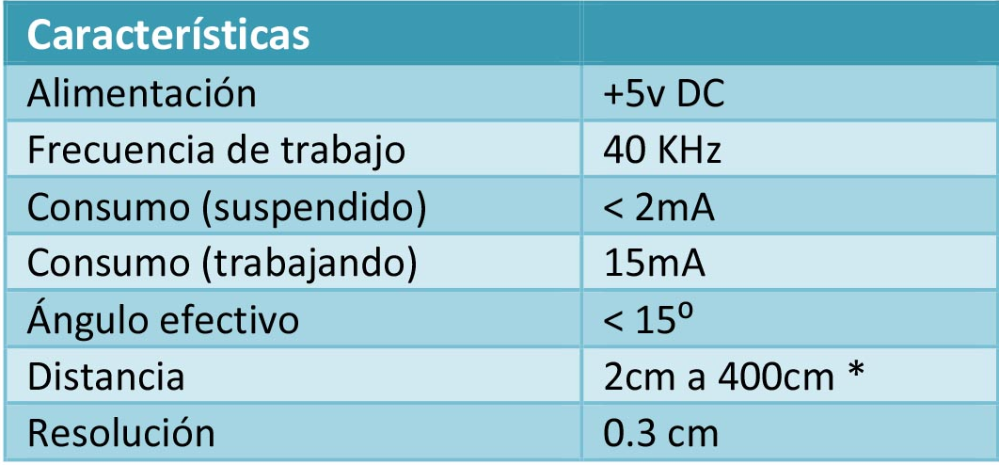 Características
Alimentación +5v DC
Frecuencia de trabajo 40 KHz
Consumo (suspendido) < 2mA
Consumo (trabajando) 15mA
Ángulo efectivo < 15º
Distancia 2cm a 400cm *
Resolución 0.3 cm